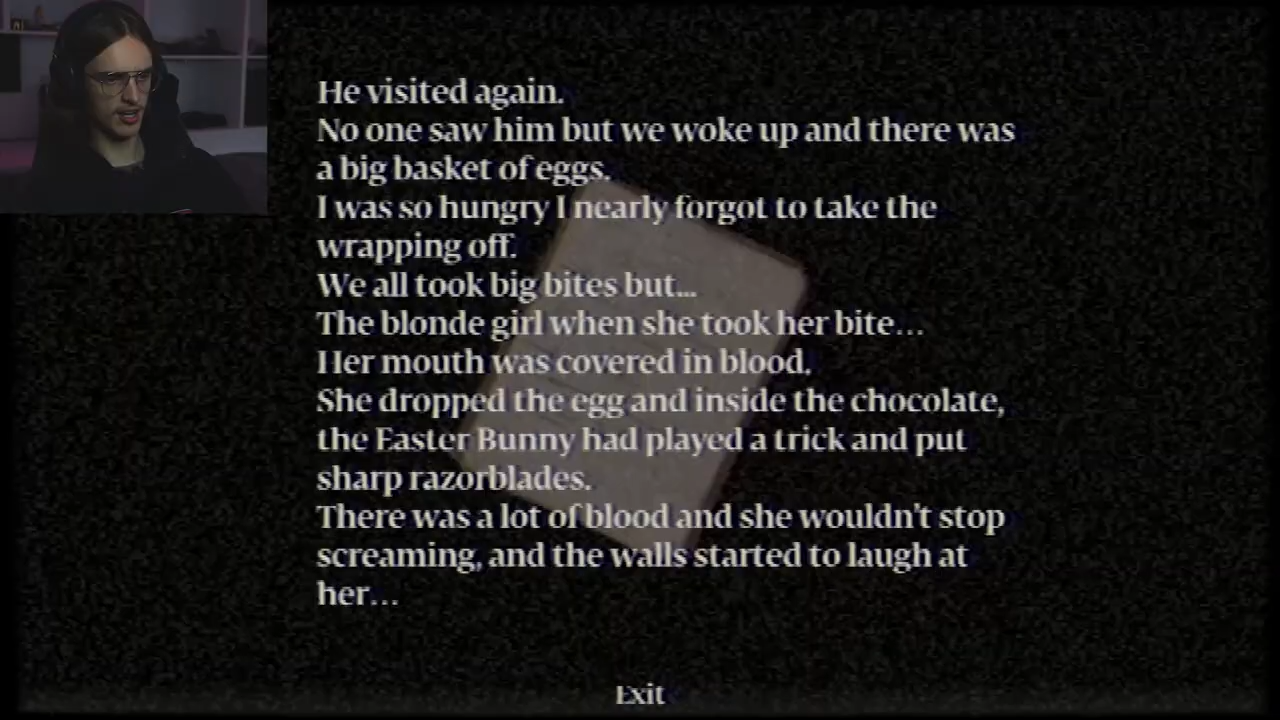 He visited again.
No one saw him but we woke up and there was
a big basket of eggs.
I was so hungry I nearly forgot to take the
wrapping off.
We all took big bites but...
The blonde girl when she took her bite...
Her mouth was covered in blood.
She dropped the egg and inside the chocolate,
the Easter Bunny had played a trick and put
sharp razorblades.
There was a lot of blood and she wouldn't stop
screaming, and the walls started to laugh at
her...
Exit